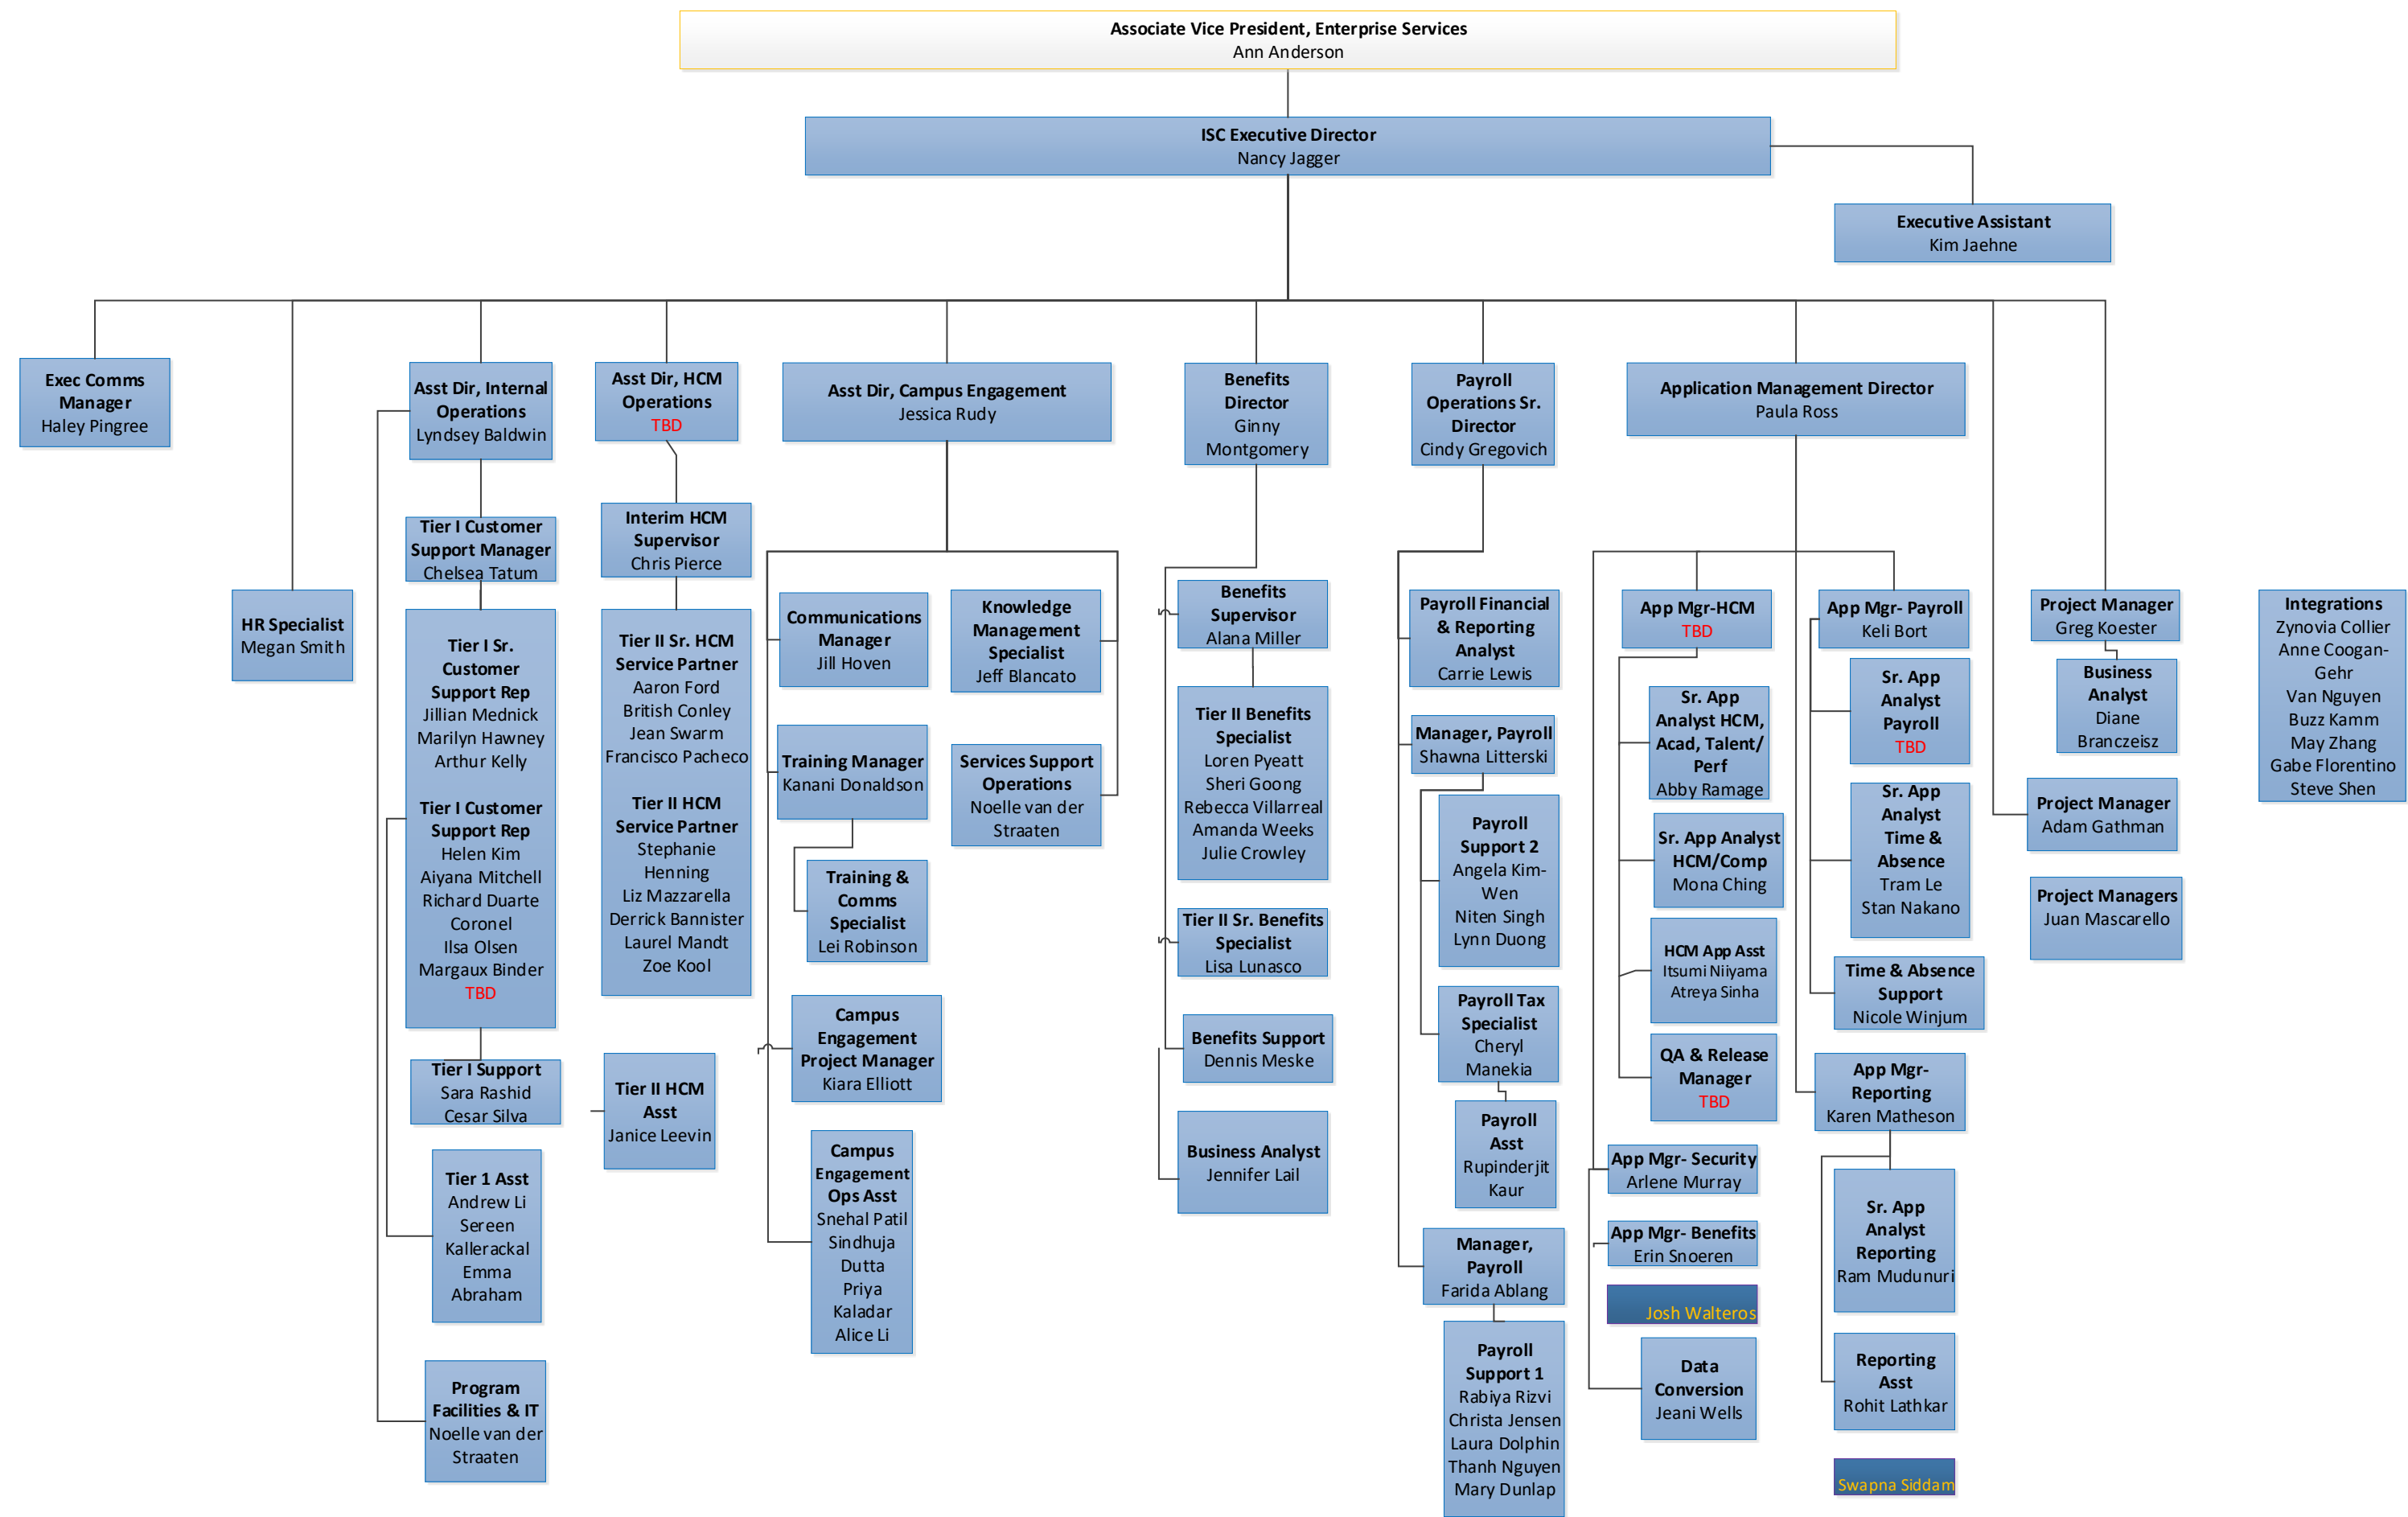 Associate Vice President, Enterprise Services
Ann Anderson
ISC Executive Director
Nancy Jagger
Executive Assistant
Kim Jaehne
Exec Comms
Manager
Haley Pingree
HR Specialist
Megan Smith
Asst Dir, Internal
Operations
Lyndsey Baldwin
Tier I Customer
Support Manager
Chelsea Tatum
Tier I Sr.
Customer
Support Rep
Jillian Mednick
Marilyn Hawney
Arthur Kelly
Tier I Customer
Support Rep
Helen Kim
Aiyana Mitchell
Richard Duarte
Coronel
Ilsa Olsen
Margaux Binder
TBD
Tier I Support
Sara Rashid
Cesar Silva
Tier 1 Asst
Andrew Li
Sereen
Kallerackal
Emma
Abraham
Program
Facilities & IT
Noelle van der
Straaten
Asst Dir, HCM
Operations
TBD
Interim HCM
Supervisor
Chris Pierce
Tier II Sr. HCM
Service Partner
Aaron Ford
British Conley
Jean Swarm
Francisco Pacheco
Tier II HCM
Service Partner
Stephanie
Henning
Liz Mazzarella
Derrick Bannister
Laurel Mandt
Zoe Kool
Tier II HCM
Asst
Janice Leevin
Asst Dir, Campus Engagement
Jessica Rudy
Communications
Manager
Jill Hoven
Training Manager
Kanani Donaldson
Training &
Comms
Specialist
Lei Robinson
Campus
Engagement
Project Manager
Kiara Elliott
Campus
Engagement
Ops Asst
Snehal Patil
Sindhuja
Dutta
Priya
Kaladar
Alice Li
Knowledge
Management
Specialist
Jeff Blancato
Services Support
Operations
Noelle van der
Straaten
Benefits
Director
Ginny
Montgomery
Benefits
Supervisor
Alana Miller
Tier II Benefits
Specialist
Loren Pyeatt
Sheri Goong
Rebecca Villarreal
Amanda Weeks
Julie Crowley
Tier II Sr. Benefits
Specialist
Lisa Lunasco
Benefits Support
Dennis Meske
Business Analyst
Jennifer Lail
Payroll
Operations Sr.
Director
Cindy Gregovich
Payroll Financial
& Reporting
Analyst
Carrie Lewis
Manager, Payroll
Shawna Litterski
Payroll
Support 2
Angela Kim-
Wen
Niten Singh
Lynn Duong
Payroll Tax
Specialist
Cheryl
Manekia
Payroll
Asst
Rupinderjit
Kaur
Manager,
Payroll
Farida Ablang
Payroll
Support 1
Rabiya Rizvi
Christa Jensen
Laura Dolphin
Thanh Nguyen
Mary Dunlap
Application Management Director
Paula Ross
App Mgr-HCM
TBD
Sr. App
Analyst HCM,
Acad, Talent/
Perf
Abby Ramage
Sr. App Analyst
HCM/Comp
Mona Ching
HCM App Asst
Itsumi Niiyama
Atreya Sinha
QA & Release
Manager
TBD
App Mgr- Security
Arlene Murray
App Mgr- Benefits
Erin Snoeren
Josh Walteros
Data
Conversion
Jeani Wells
App Mgr- Payroll
Keli Bort
Sr. App
Analyst
Payroll
TBD
Sr. App
Analyst
Time &
Absence
Tram Le
Stan Nakano
Time & Absence
Support
Nicole Winjum
App Mgr-
Reporting
Karen Matheson
Sr. App
Analyst
Reporting
Ram Mudunuri
Reporting
Asst
Rohit Lathkar
Swapna Siddam
Project Manager
Greg Koester
Business
Analyst
Diane
Branczeisz
Project Manager
Adam Gathman
Project Managers
Juan Mascarello
Integrations
Zynovia Collier
Anne Coogan-
Gehr
Van Nguyen
Buzz Kamm
May Zhang
Gabe Florentino
Steve Shen